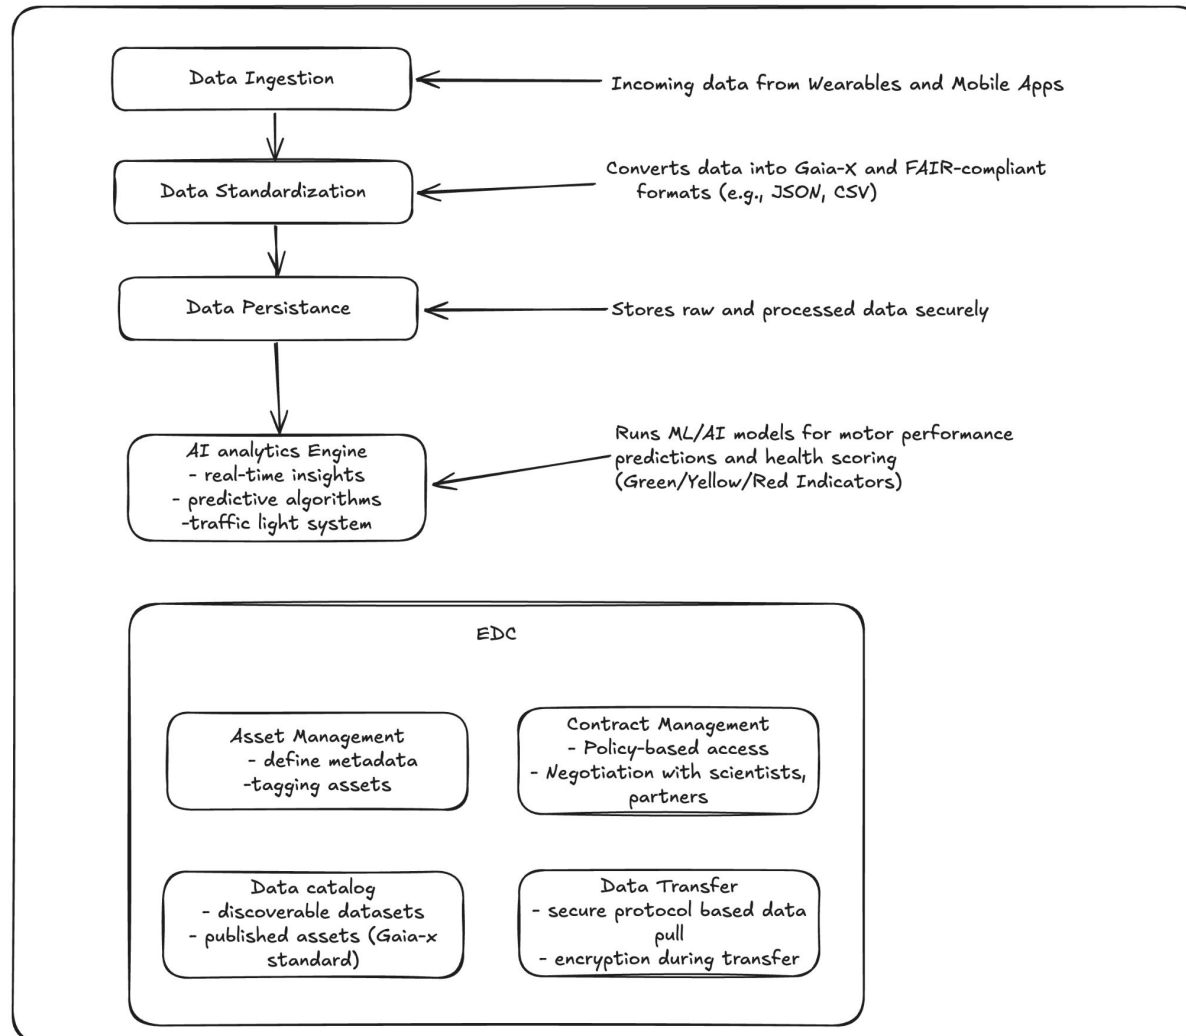 Data Ingestion
Incoming data from Wearables and Mobile Apps
Data Standardization
Converts data into Gaia-X and FAIR-compliant
formats (e.g., JSON, CSV)
Data Persistance
Stores raw and processed data securely
AI analytics Engine
- real-time insights
- predictive algorithms
-traffic light system
Runs ML/AI models for motor performance
predictions and health scoring
(Green/Yellow/Red Indicators)
EDC
Asset Management
- define metadata
-tagging assets
Contract Management
- Policy-based access
- Negotiation with scientists,
partners
Data catalog
- discoverable datasets
- published assets (Gaia-x
standard)
Data Transfer
- secure protocol based data
pull
- encryption during transfer